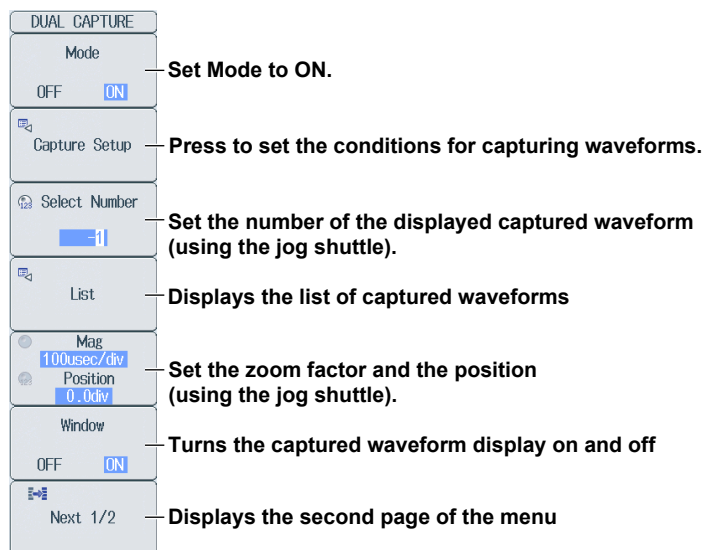 DUAL CAPTURE
Mode
OFF ON
Set Mode to ON.
Capture Setup
Press to set the conditions for capturing waveforms.
Select Number
-1
Set the number of the displayed captured waveform
(using the jog shuttle).
List
Displays the list of captured waveforms
Mag
100usec/div
Position
0.0div
Set the zoom factor and the position
(using the jog shuttle).
Window
OFF ON
Turns the captured waveform display on and off
Next 1/2
Displays the second page of the menu